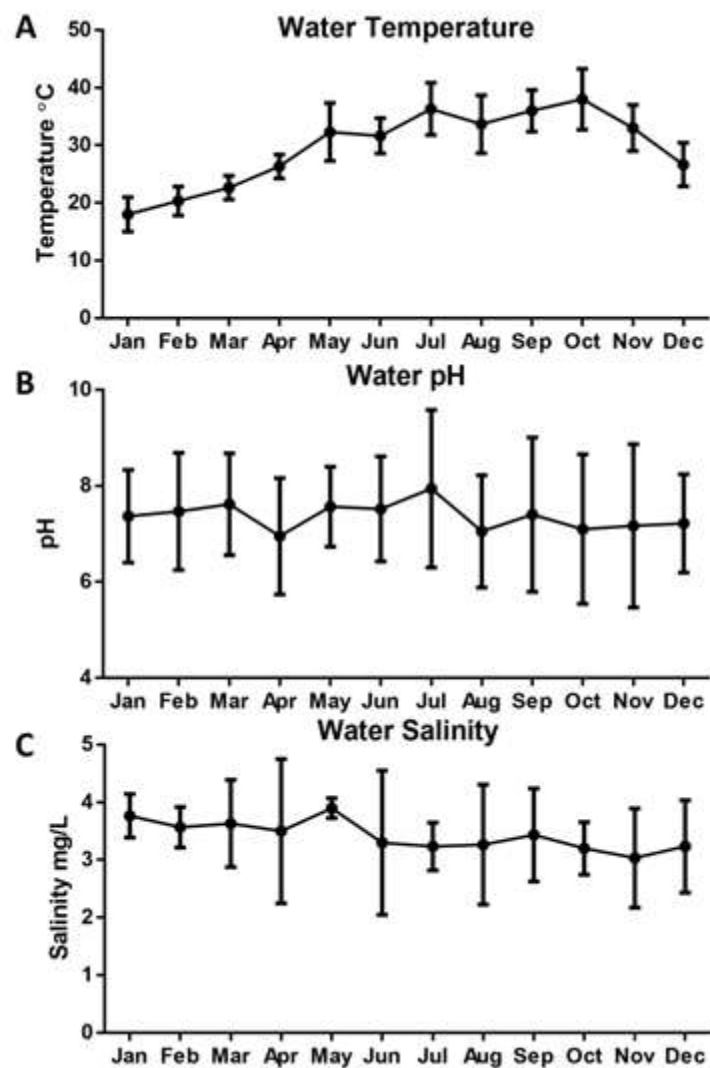 A
Water Temperature
Temperature °C
50
40
30
20
10
0
Jan Feb Mar Apr May Jun Jul Aug Sep Oct Nov Dec
B
Water pH
pH
10
8
6
4
Jan Feb Mar Apr May Jun Jul Aug Sep Oct Nov Dec
C
Water Salinity
Salinity mg/L
5
4
3
2
1
0
Jan Feb Mar Apr May Jun Jul Aug Sep Oct Nov Dec